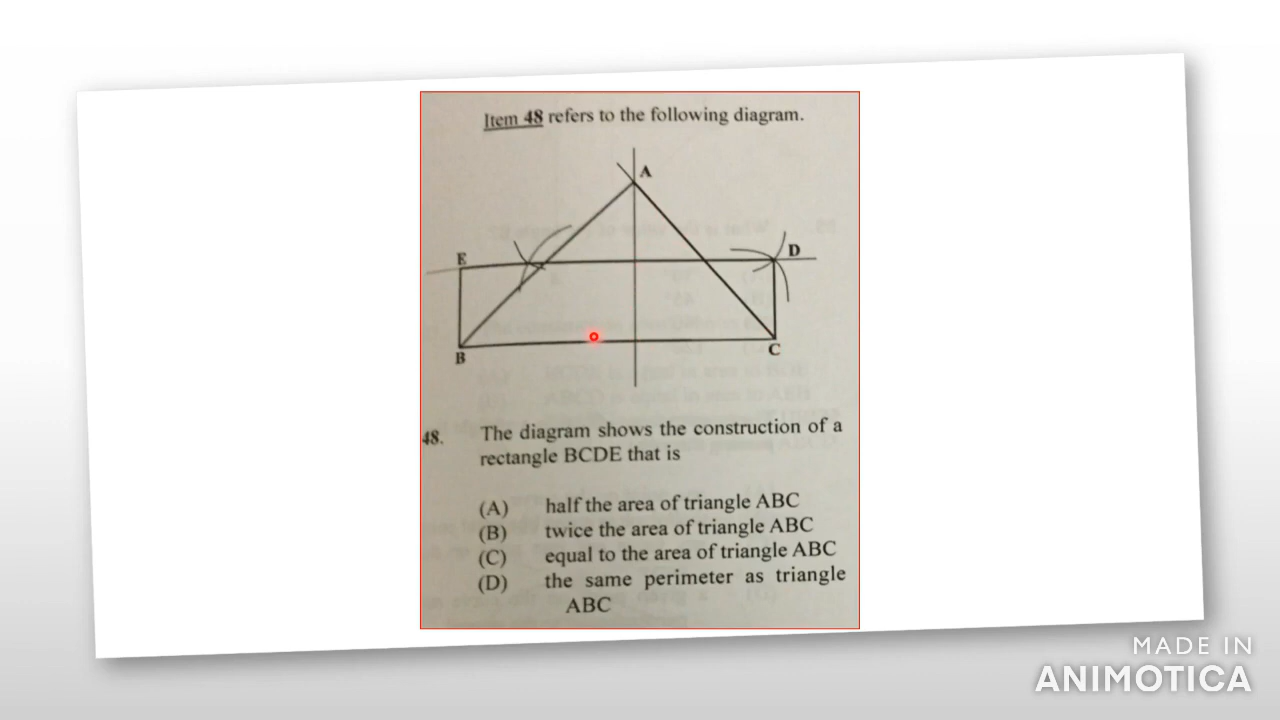 Item 48 refers to the following diagram.
A
E
D
B
C
48. The diagram shows the construction of a
rectangle BCDE that is
(A) half the area of triangle ABC
(B) twice the area of triangle ABC
(C) equal to the area of triangle ABC
(D) the same perimeter as triangle
ABC
MADE IN
ANIMOTICA